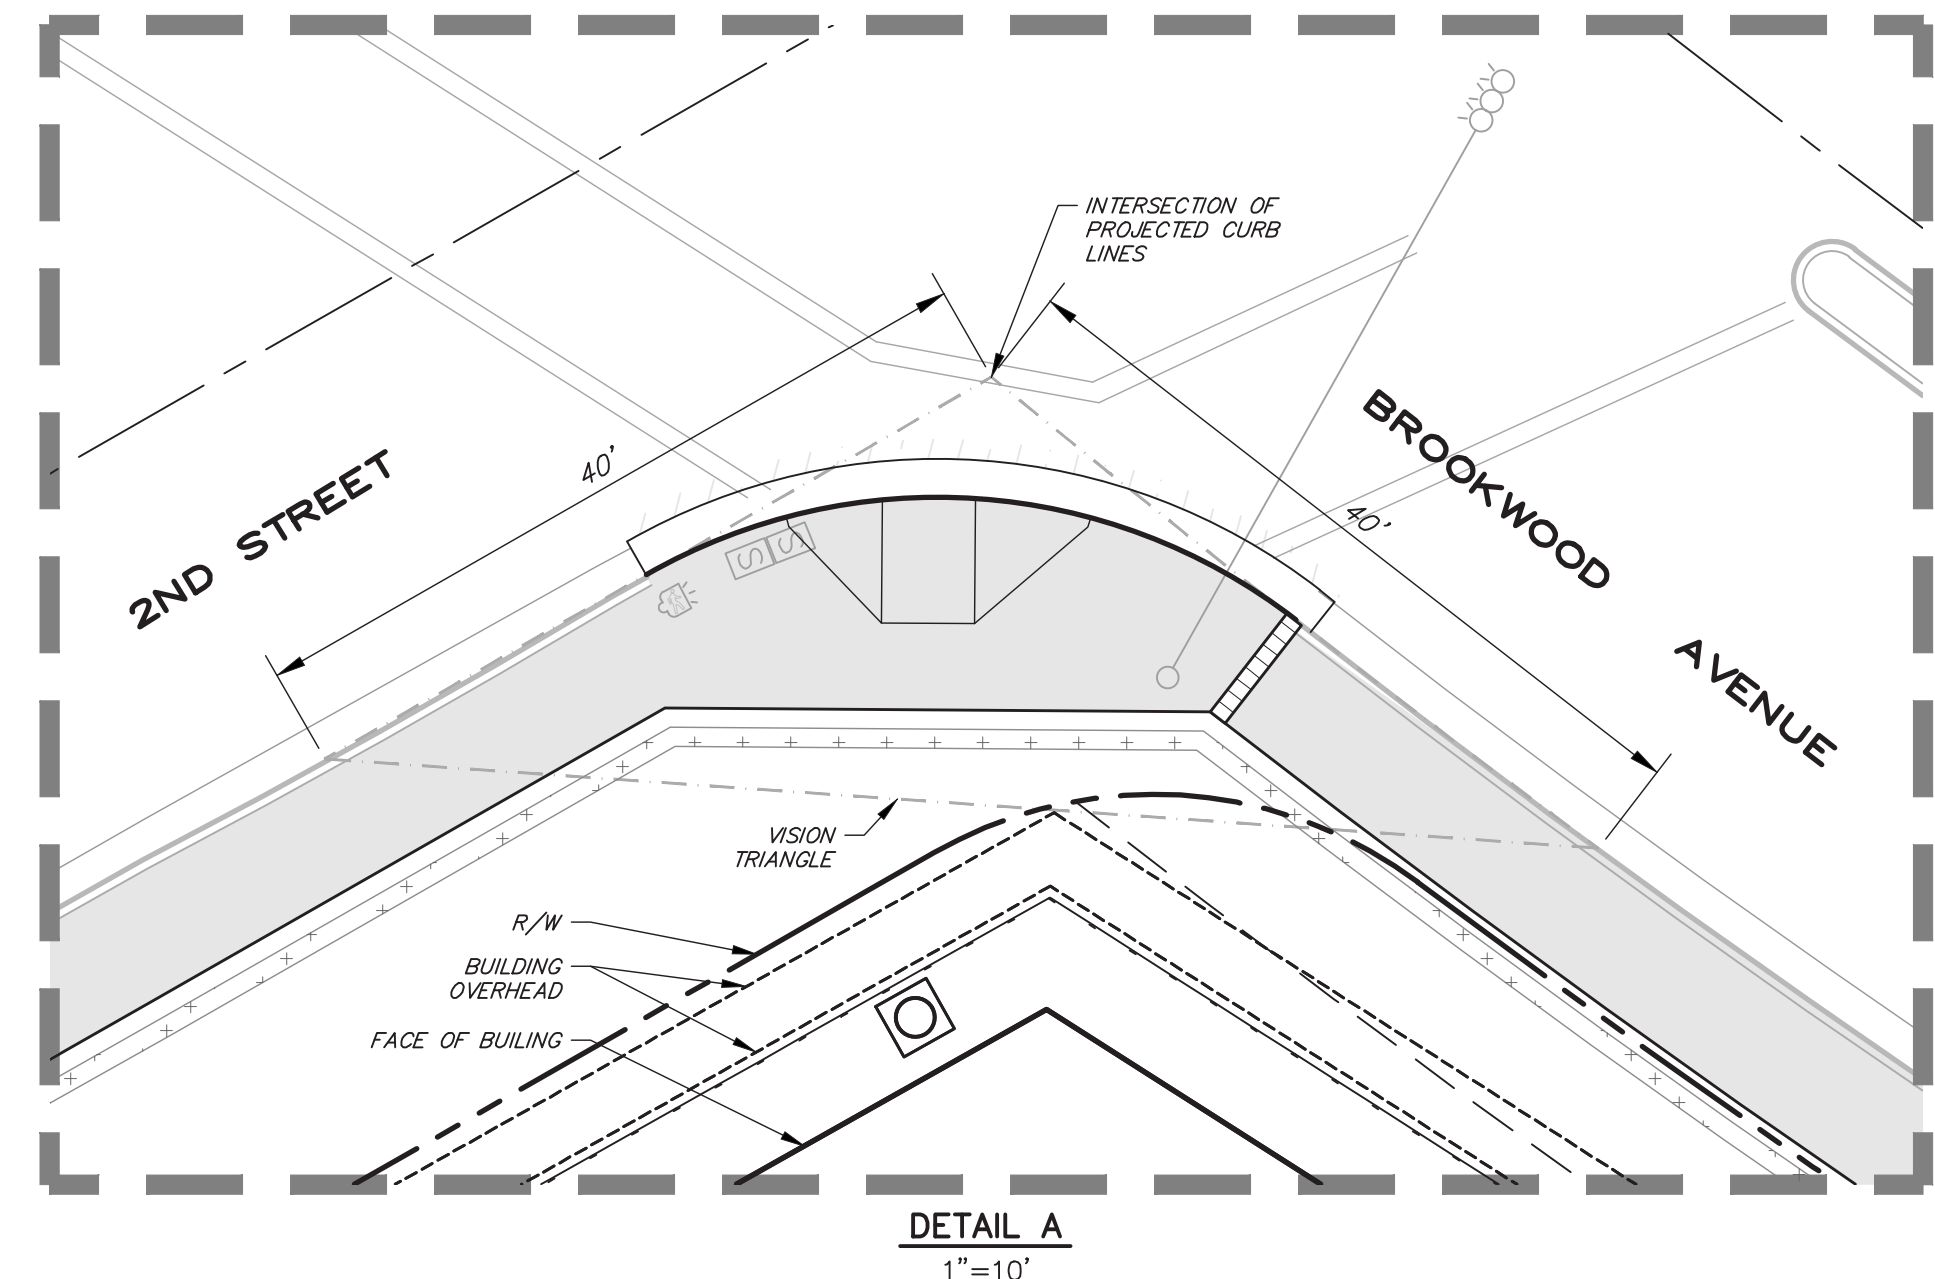 INTERSECTION OF
PROJECTED CURB
LINES
40'
2ND STREET
40'
BROOKWOOD
AVENUE
S S
VISION
TRIANGLE
R/W
BUILDING
OVERHEAD
FACE OF BUILING
DETAIL A
1"=10'